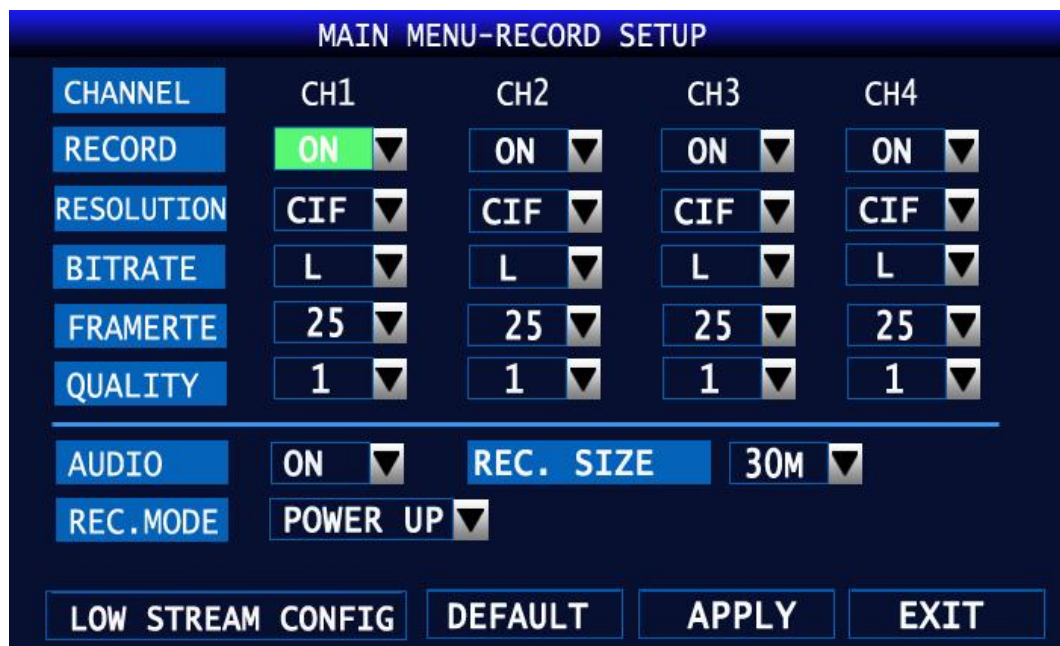 MAIN MENU-RECORD SETUP
CHANNEL CH1 CH2 CH3 CH4
RECORD ON ON ON ON
RESOLUTION CIF CIF CIF CIF
BITRATE L L L L
FRAMERTE 25 25 25 25
QUALITY 1 1 1 1
AUDIO ON REC. SIZE 30M
REC.MODE POWER UP
LOW STREAM CONFIG DEFAULT APPLY EXIT